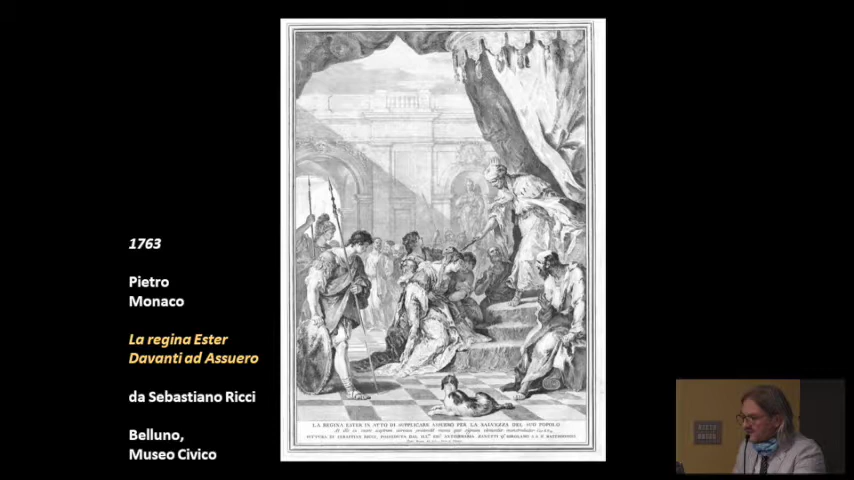 1763
Pietro
Monaco
La regina Ester
Davanti ad Assuero
da Sebastiano Ricci
Belluno,
Museo Civico
LA REGINA ESTER IN ATTO DI SUPPLICARE ASSUERO PER LA SALVEZZA DEL SUO POPOLO